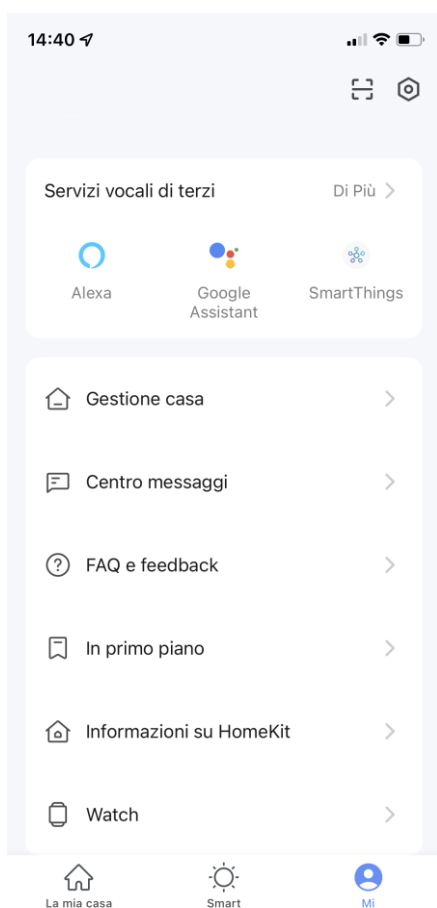 14:40
Servizi vocali di terzi Di Più
Alexa Google Assistant SmartThings
Gestione casa
Centro messaggi
FAQ e feedback
In primo piano
Informazioni su HomeKit
Watch
La mia casa Smart Mi